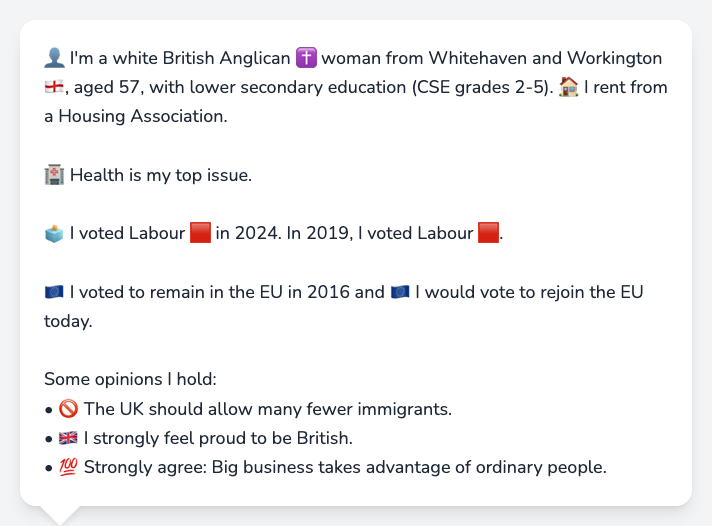 👤 I'm a white British Anglican ✝️ woman from Whitehaven and Workington
🏴󠁧󠁢󠁥󠁮󠁧󠁿, aged 57, with lower secondary education (CSE grades 2-5). 🏠 I rent from
a Housing Association.
🏥 Health is my top issue.
🗳️ I voted Labour 🟥 in 2024. In 2019, I voted Labour 🟥.
🇪🇺 I voted to remain in the EU in 2016 and 🇪🇺 I would vote to rejoin the EU
today.
Some opinions I hold:
• 🚫 The UK should allow many fewer immigrants.
• 🇬🇧 I strongly feel proud to be British.
• 💯 Strongly agree: Big business takes advantage of ordinary people.